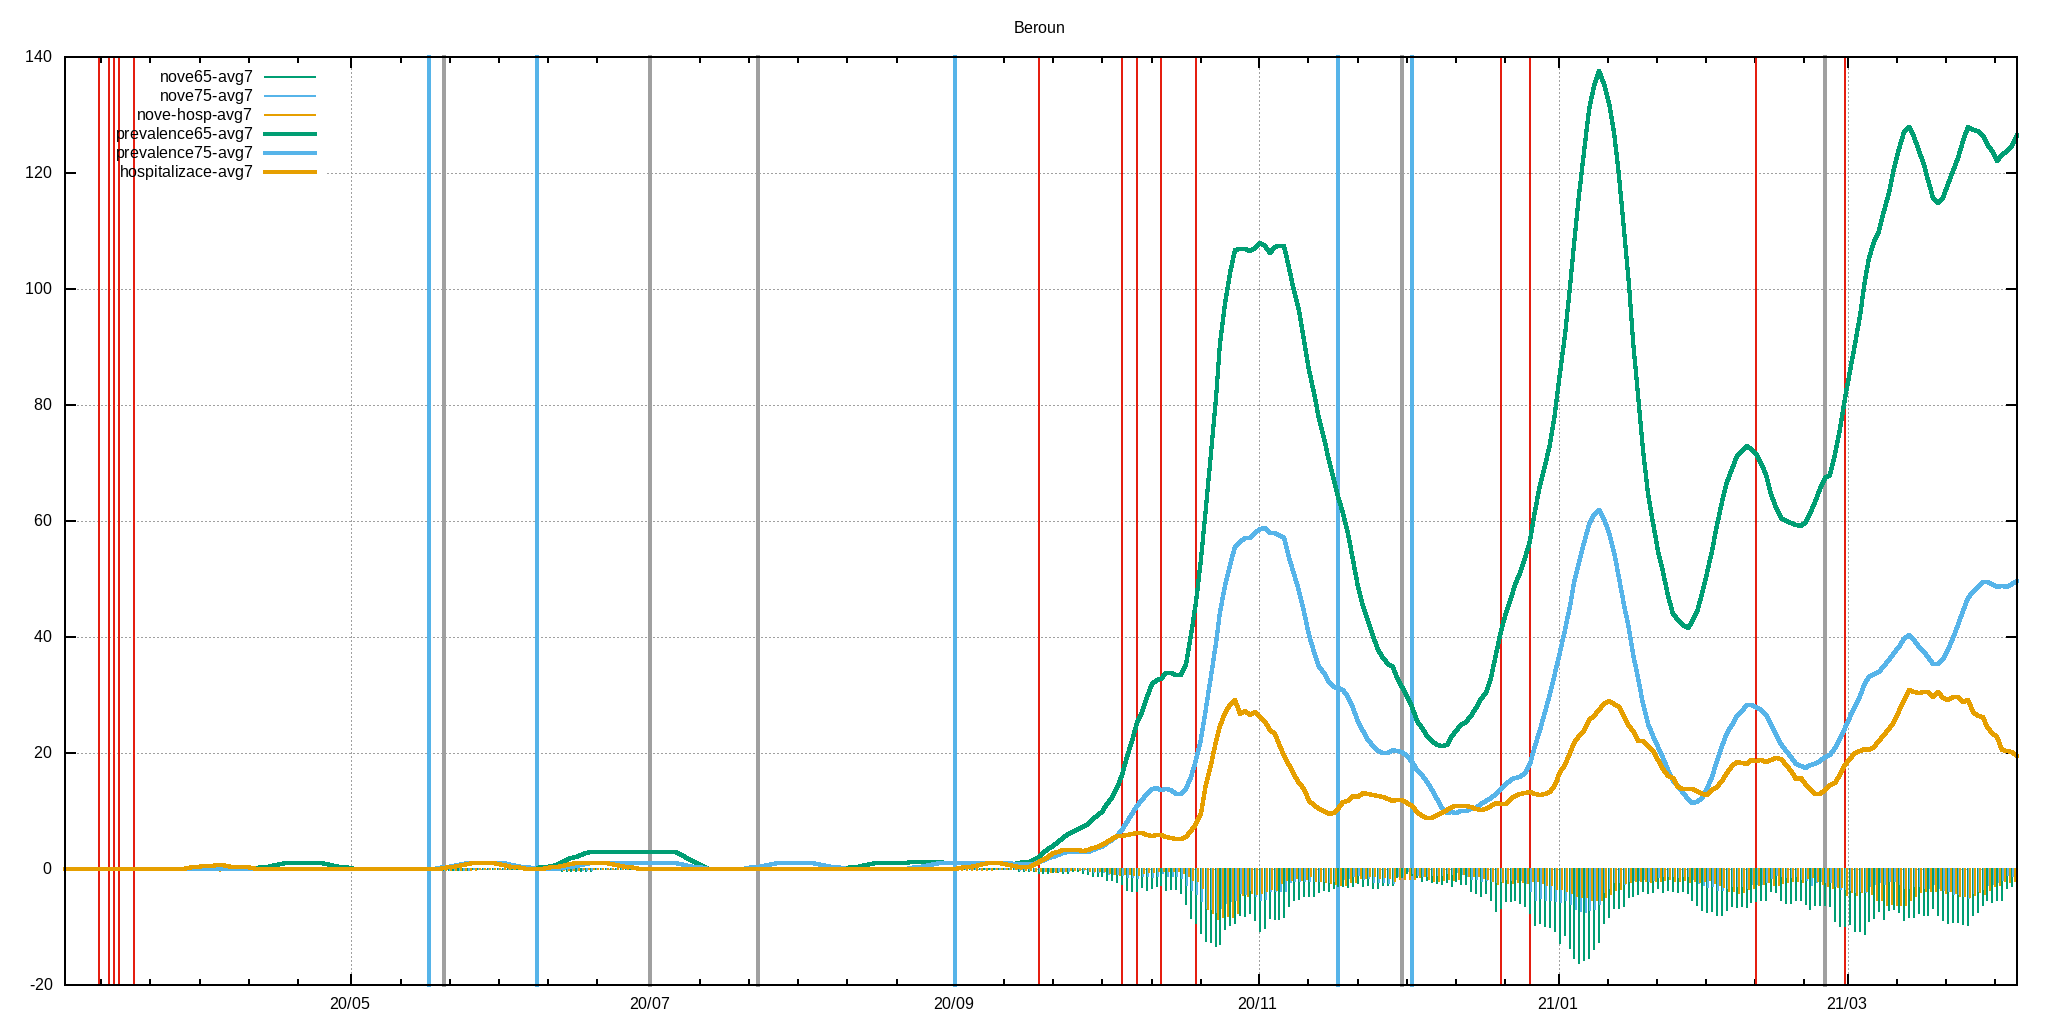 Beroun
140
120
100
80
60
40
20
0
-20
nove65-avg7
nove75-avg7
nove-hosp-avg7
prevalence65-avg7
prevalence75-avg7
hospitalizace-avg7
20/05
20/07
20/09
20/11
21/01
21/03